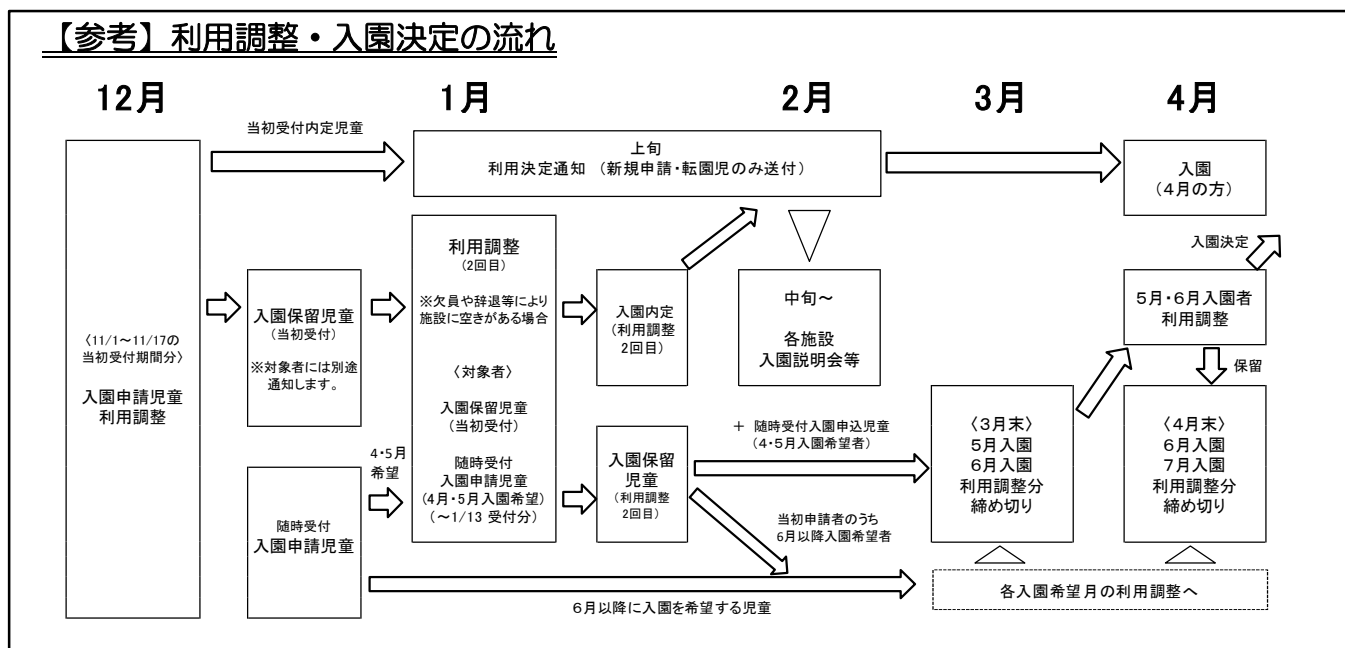 【参考】利用調整・入園決定の流れ
12月
1月
2月
3月
4月
当初受付内定児童
上旬
利用決定通知 （新規申請・転園児のみ送付）
入園
（４月の方）
〈11/1～11/17の
当初受付期間分〉
入園申請児童
利用調整
入園保留児童
(当初受付)
※対象者には別途
通知します。
利用調整
(2回目)
※欠員や辞退等により
施設に空きがある場合
〈対象者〉
入園保留児童
(当初受付)
随時受付
入園申請児童
(4月・5月入園希望)
(～1/13 受付分)
入園内定
(利用調整
2回目)
中旬～
各施設
入園説明会等
入園決定
５月・６月入園者
利用調整
保留
4・5月
希望
随時受付
入園申請児童
入園保留
児童
(利用調整
2回目)
＋ 随時受付入園申込児童
（４・５月入園希望者）
当初申請者のうち
６月以降入園希望者
〈３月末〉
５月入園
６月入園
利用調整分
締め切り
〈４月末〉
６月入園
７月入園
利用調整分
締め切り
６月以降に入園を希望する児童
各入園希望月の利用調整へ